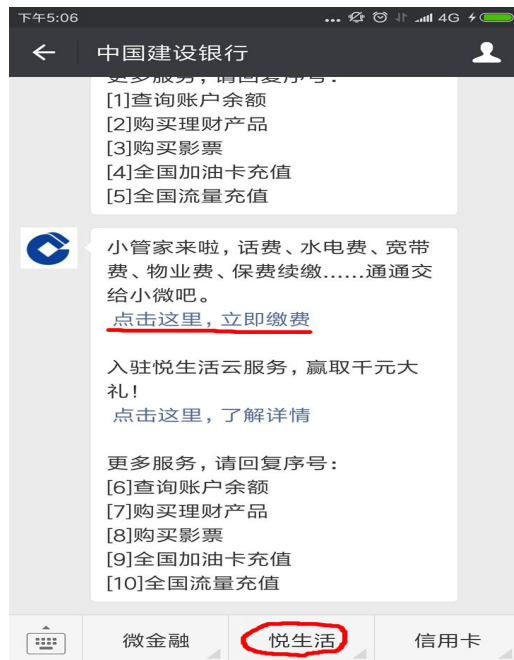 下午5:06
... 4G
中国建设银行
更多服务，请回复序号：
[1]查询账户余额
[2]购买理财产品
[3]购买影票
[4]全国加油卡充值
[5]全国流量充值
小管家来啦，话费、水电费、宽带
费、物业费、保费续缴......通通交
给小微吧。
点击这里，立即缴费
入驻悦生活云服务，赢取千元大
礼！
点击这里，了解详情
更多服务，请回复序号：
[6]查询账户余额
[7]购买理财产品
[8]购买影票
[9]全国加油卡充值
[10]全国流量充值
微金融
悦生活
信用卡